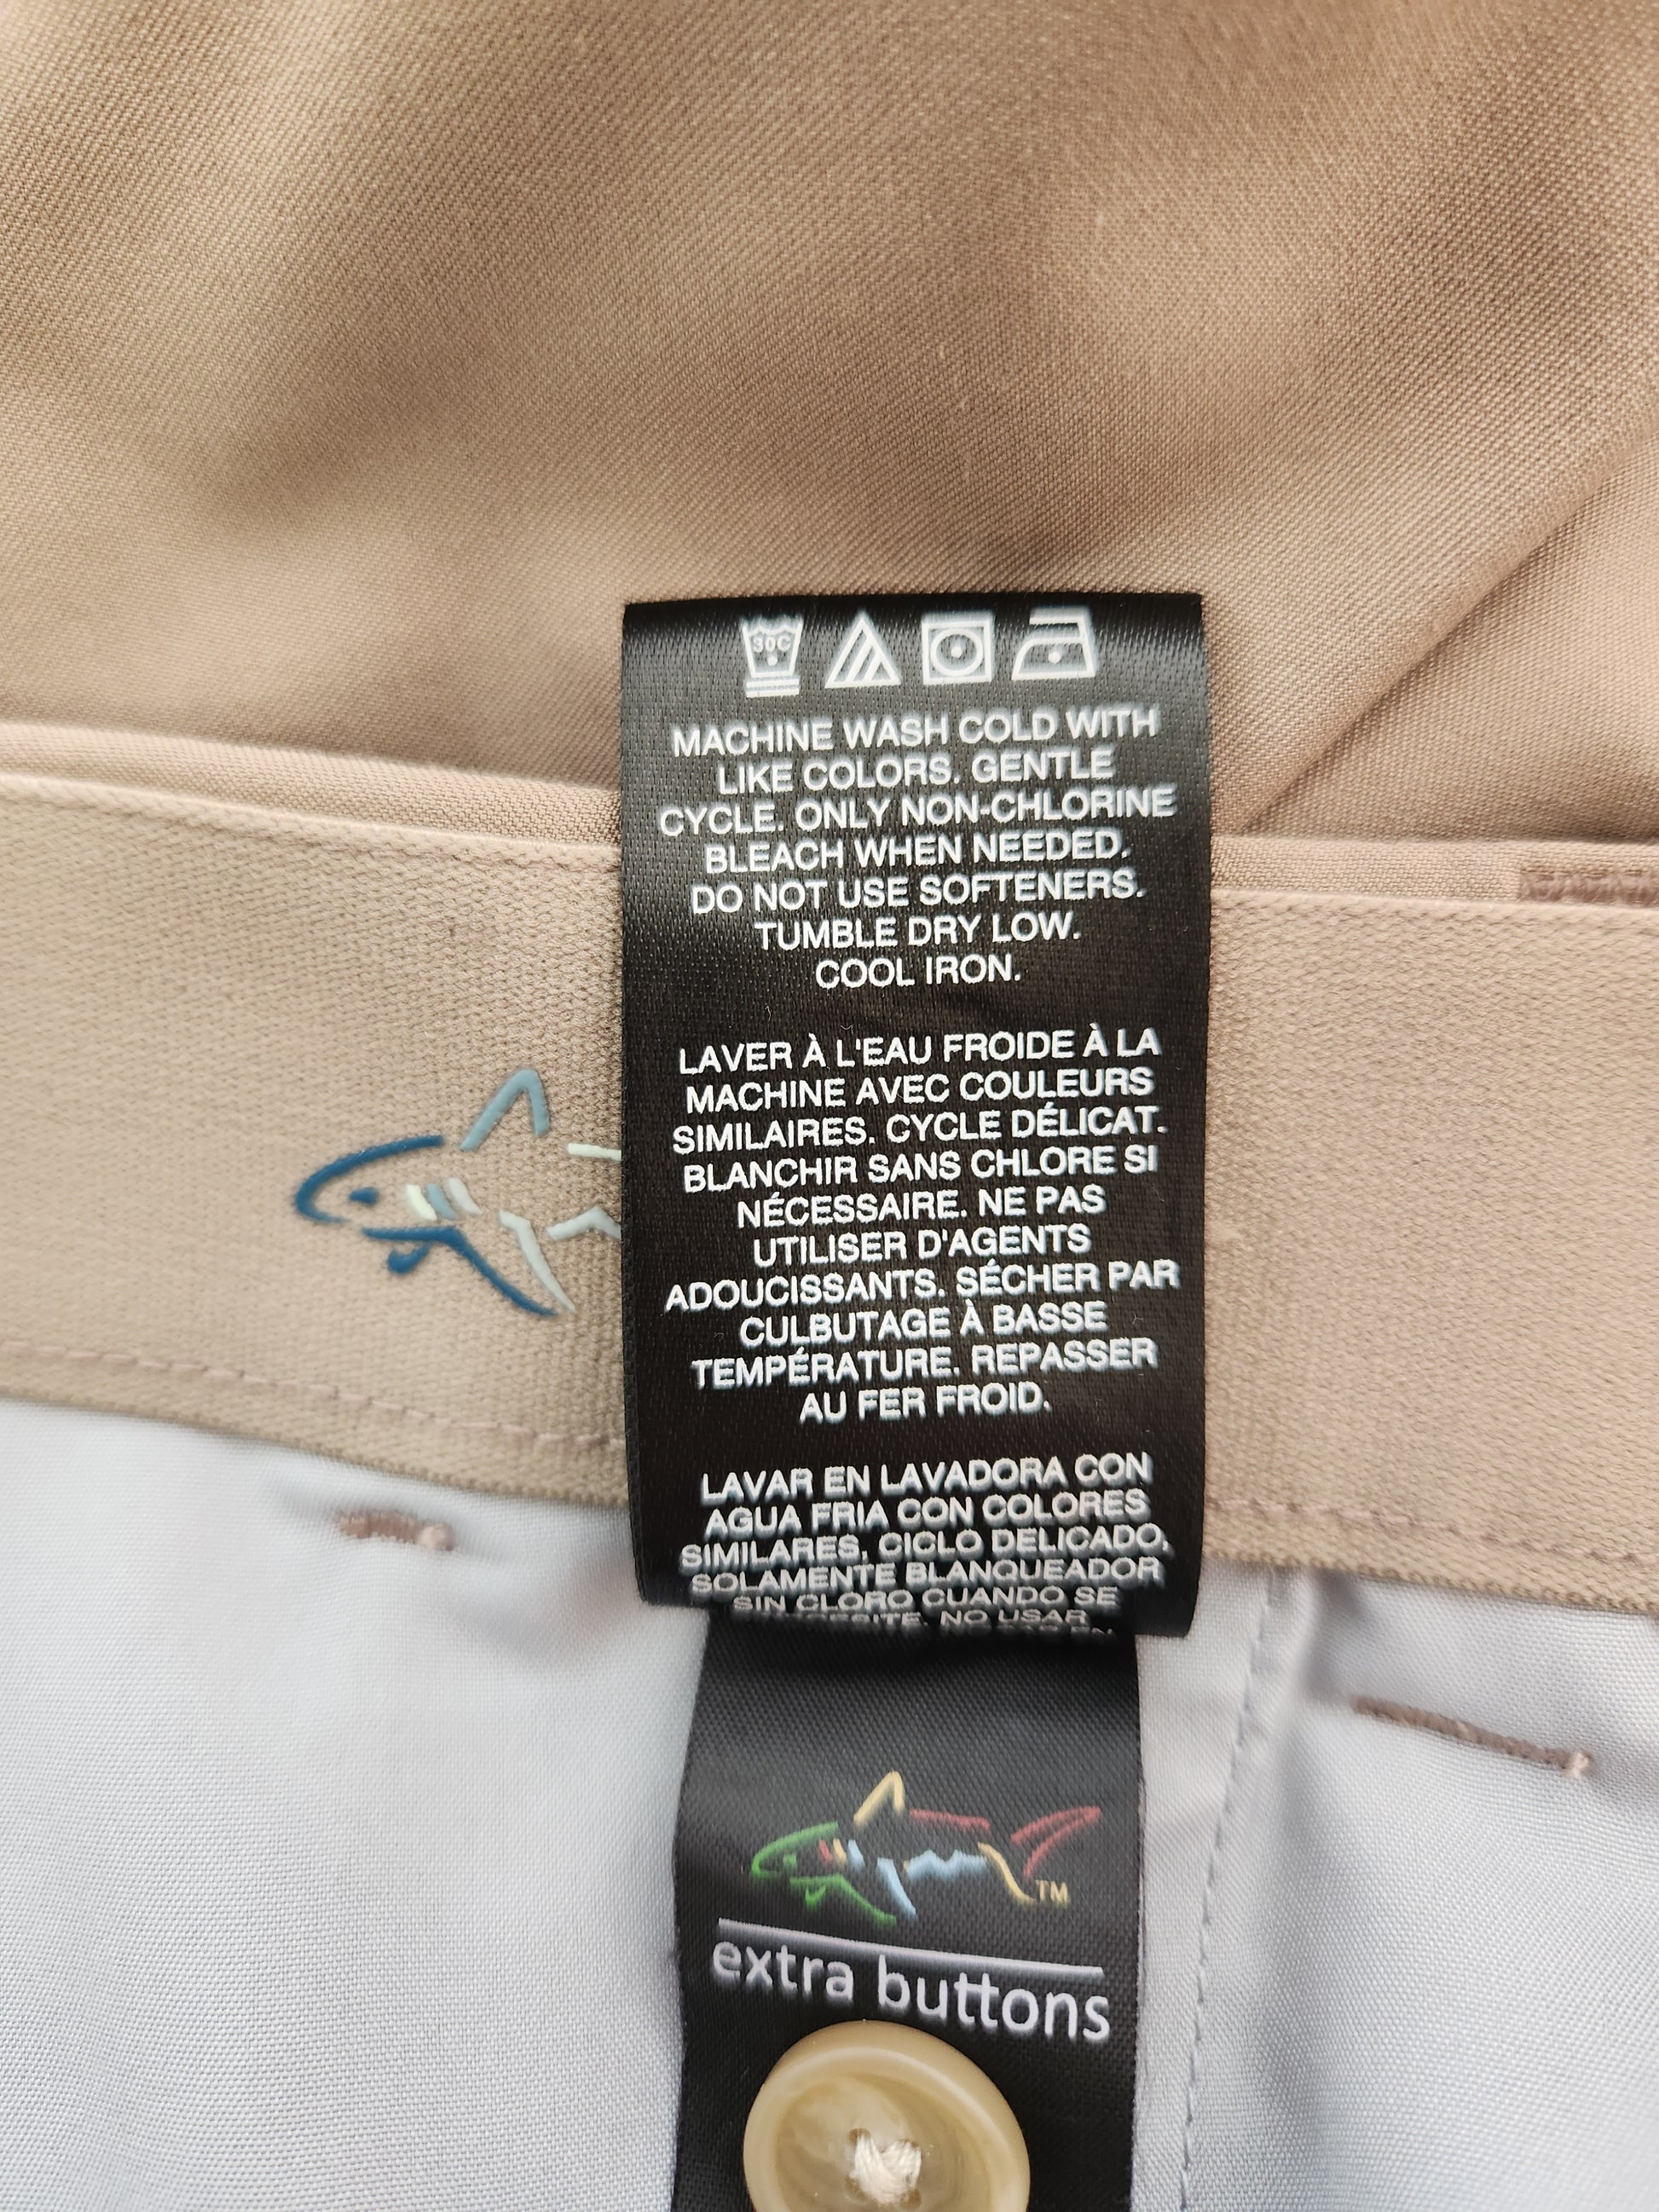 30C
MACHINE WASH COLD WITH
LIKE COLORS. GENTLE
CYCLE. ONLY NON-CHLORINE
BLEACH WHEN NEEDED.
DO NOT USE SOFTENERS.
TUMBLE DRY LOW.
COOL IRON.
LAVER À L'EAU FROIDE À LA
MACHINE AVEC COULEURS
SIMILAIRES. CYCLE DÉLICAT.
BLANCHIR SANS CHLORE SI
NÉCESSAIRE. NE PAS
UTILISER D'AGENTS
ADOUCISSANTS. SÉCHER PAR
CULBUTAGE À BASSE
TEMPÉRATURE. REPASSER
AU FER FROID.
LAVAR EN LAVADORA CON
AGUA FRIA CON COLORES
SIMILARES. CICLO DELICADO.
SOLAMENTE BLANQUEADOR
SIN CLORO CUANDO SE
NO USAR
TM
extra buttons